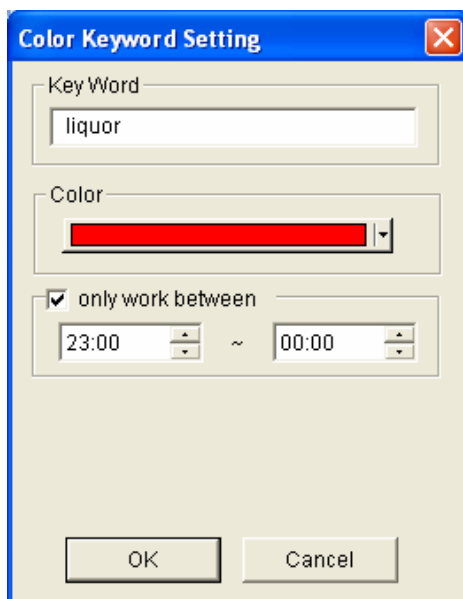 Color Keyword Setting
Key Word
liquor
Color
only work between
23:00 ~ 00:00
OK Cancel